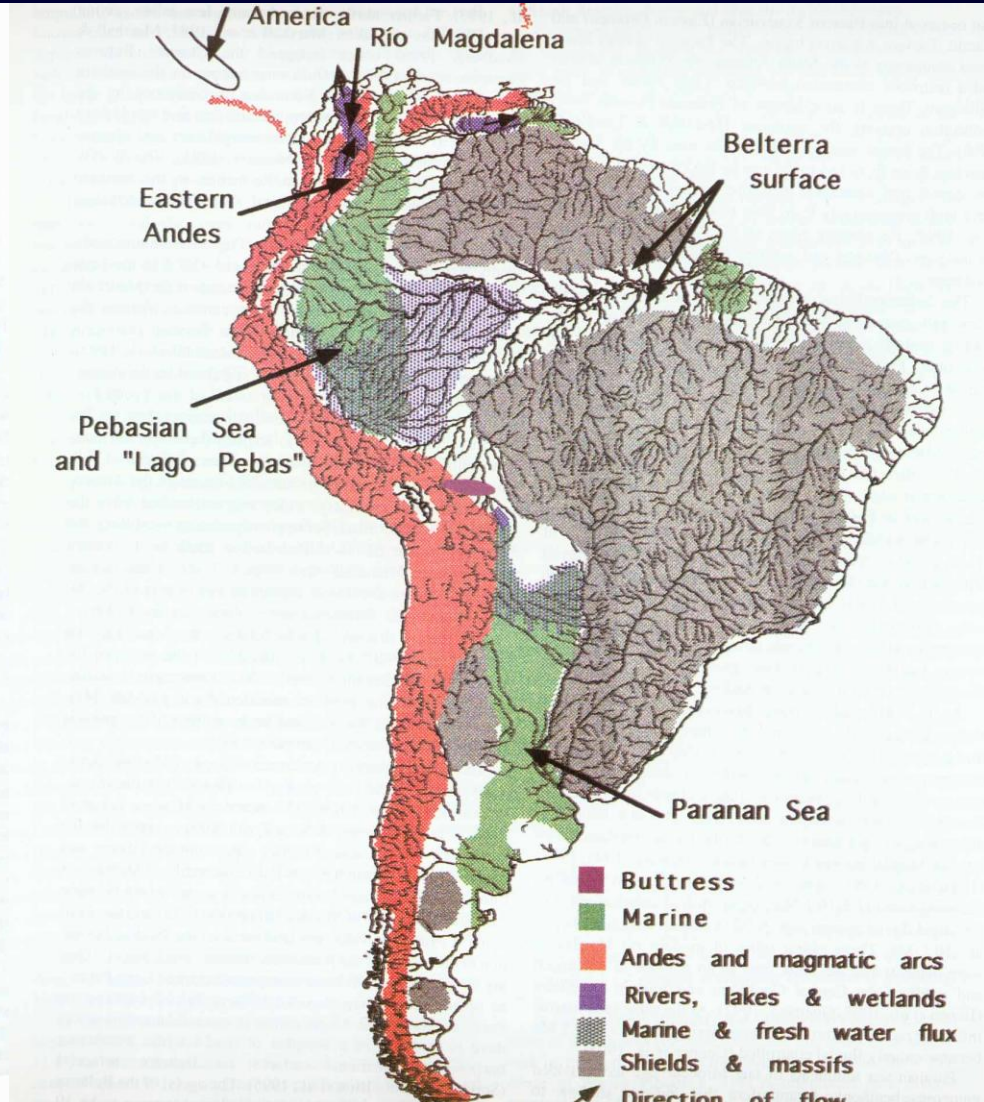 America
Río Magdalena
Belterra
surface
Eastern
Andes
Pebasian Sea
and "Lago Pebas"
Paranan Sea
Buttress
Marine
Andes and magmatic arcs
Rivers, lakes & wetlands
Marine & fresh water flux
Shields & massifs
Direction of flow